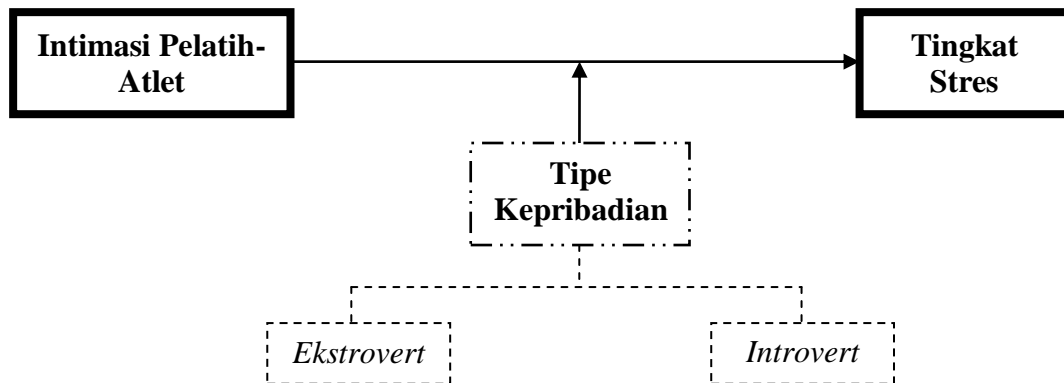 Intimasi Pelatih-
Atlet
Tingkat
Stres
Tipe
Kepribadian
Ekstrovert
Introvert